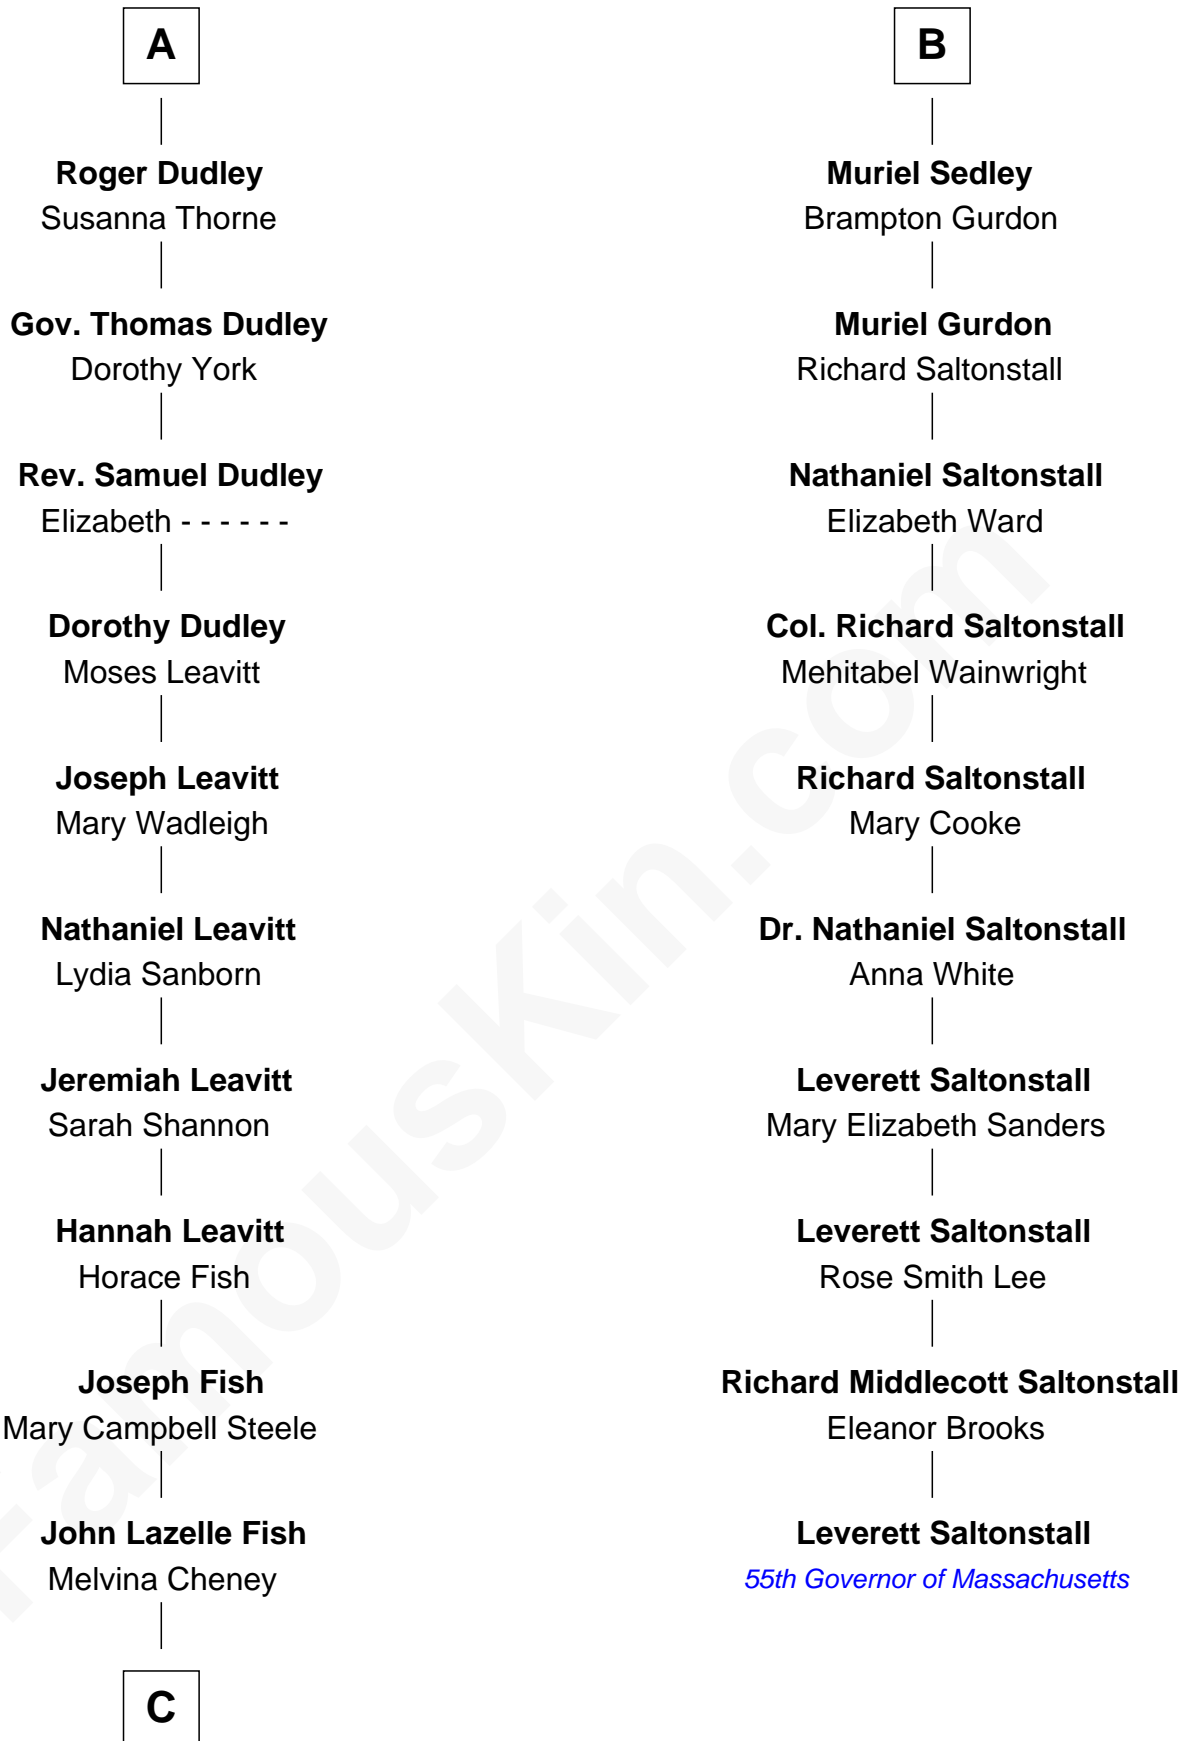 A
Roger Dudley
Susanna Thorne
Gov. Thomas Dudley
Dorothy York
Rev. Samuel Dudley
Elizabeth - - - - - -
Dorothy Dudley
Moses Leavitt
Joseph Leavitt
Mary Wadleigh
Nathaniel Leavitt
Lydia Sanborn
Jeremiah Leavitt
Sarah Shannon
Hannah Leavitt
Horace Fish
Joseph Fish
Mary Campbell Steele
John Lazelle Fish
Melvina Cheney
C
B
Muriel Sedley
Brampton Gurdon
Muriel Gurdon
Richard Saltonstall
Nathaniel Saltonstall
Elizabeth Ward
Col. Richard Saltonstall
Mehitabel Wainwright
Richard Saltonstall
Mary Cooke
Dr. Nathaniel Saltonstall
Anna White
Leverett Saltonstall
Mary Elizabeth Sanders
Leverett Saltonstall
Rose Smith Lee
Richard Middlecott Saltonstall
Eleanor Brooks
Leverett Saltonstall
55th Governor of Massachusetts
FamousKin.com